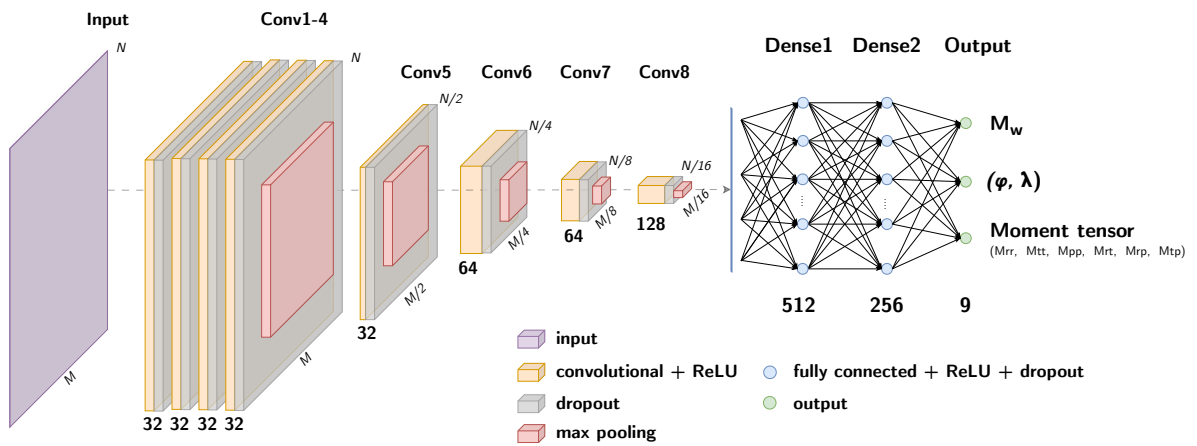 Input
Conv1-4
Conv5
Conv6
Conv7
Conv8
Dense1
Dense2
Output
N
N
N/2
N/4
N/8
N/16
M
M
M/2
M/4
M/8
M/16
32
32
32
32
32
64
64
128
512
256
9
M_w
(φ, λ)
Moment tensor
(Mrr, Mtt, Mpp, Mrt, Mrp, Mtp)
input
convolutional + ReLU
dropout
max pooling
fully connected + ReLU + dropout
output